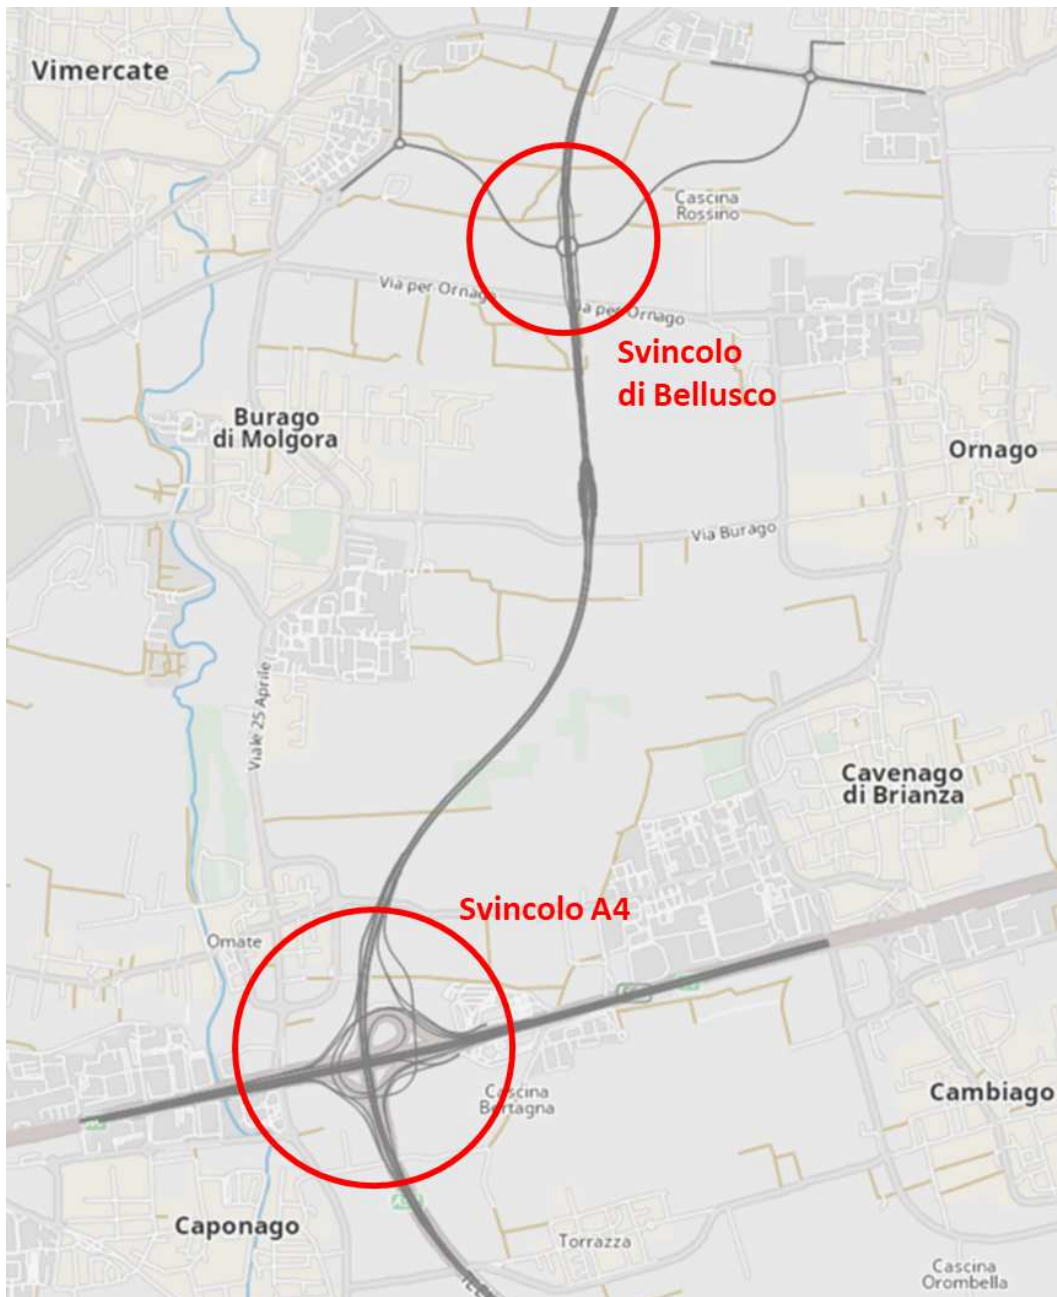 Vimercate
Cascina
Rossino
Via per Ornago
Via per Ornago
Svincolo
di Bellusco
Burago
di Molgora
Ornago
Via Burago
Viale 25 Aprile
Cavenago
di Brianza
Svincolo A4
Omate
Cascina
Bertagna
Cambiago
Caponago
Torrazza
Cascina
Orombella